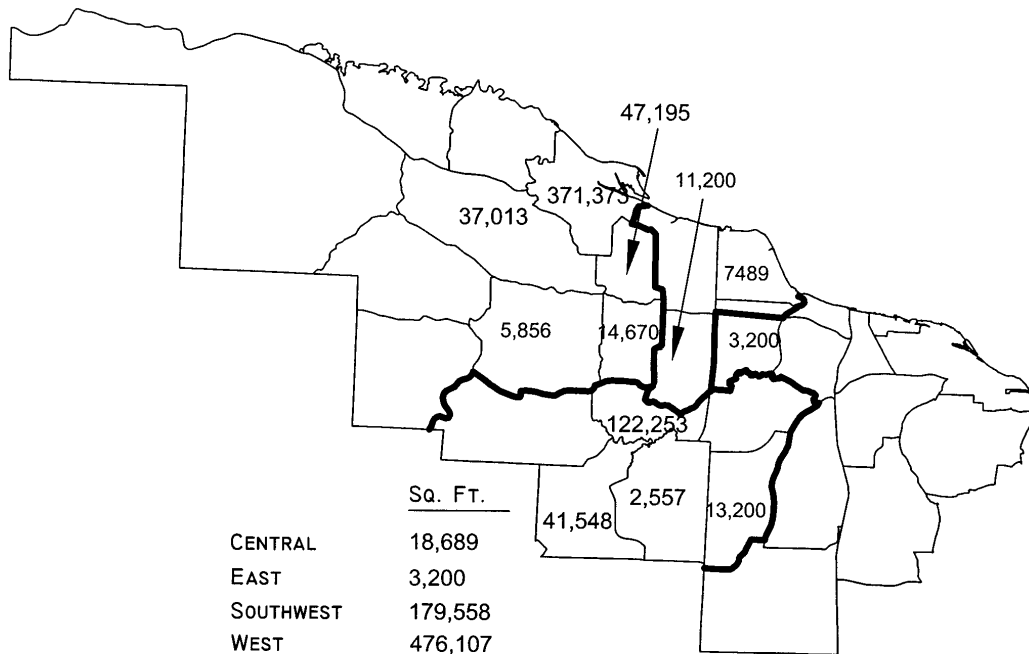 47,195
11,200
371,373
37,013
7489
5,856
14,670
3,200
122,253
2,557
13,200
41,548
SQ. FT.
CENTRAL 18,689
EAST 3,200
SOUTHWEST 179,558
WEST 476,107